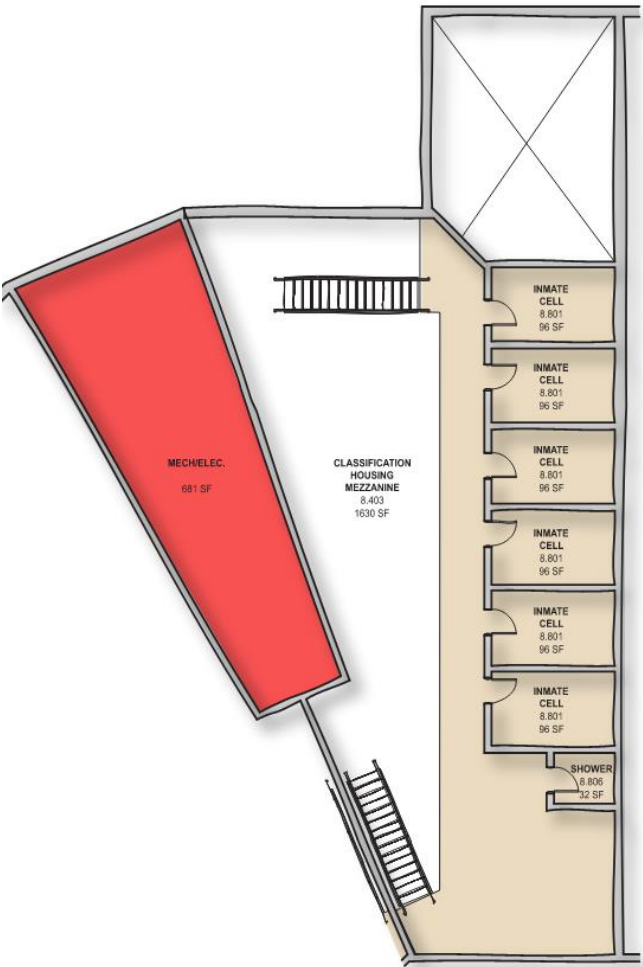 INMATE
CELL
8.801
96 SF
INMATE
CELL
8.801
96 SF
INMATE
CELL
8.801
96 SF
INMATE
CELL
8.801
96 SF
INMATE
CELL
8.801
96 SF
INMATE
CELL
8.801
96 SF
SHOWER
8.806
32 SF
MECH/ELEC.
681 SF
CLASSIFICATION
HOUSING
MEZZANINE
8.403
1630 SF